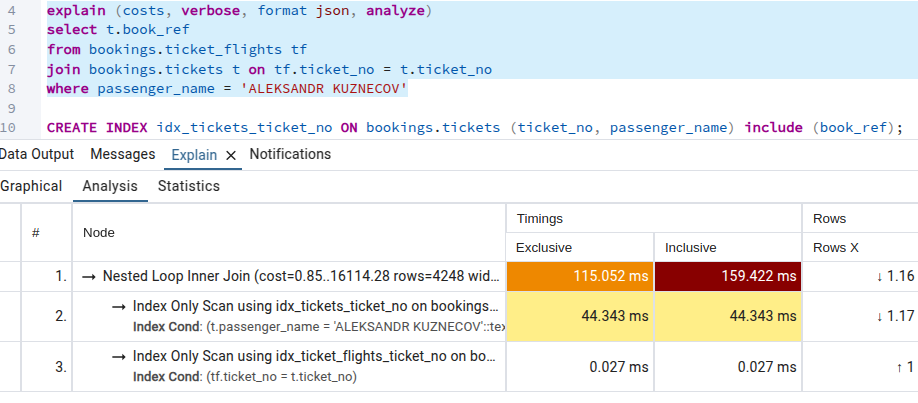 4 explain (costs, verbose, format json, analyze)
5 select t.book_ref
6 from bookings.ticket_flights tf
7 join bookings.tickets t on tf.ticket_no = t.ticket_no
8 where passenger_name = 'ALEKSANDR KUZNECOV'
9
10 CREATE INDEX idx_tickets_ticket_no ON bookings.tickets (ticket_no, passenger_name) include (book_ref);
Data Output Messages Explain × Notifications
Graphical Analysis Statistics
# Node Timings Rows
Exclusive Inclusive Rows X
1. → Nested Loop Inner Join (cost=0.85..16114.28 rows=4248 wid... 115.052 ms 159.422 ms ↓ 1.16
2. → Index Only Scan using idx_tickets_ticket_no on bookings... 44.343 ms 44.343 ms ↓ 1.17
Index Cond: (t.passenger_name = 'ALEKSANDR KUZNECOV'::tex
3. → Index Only Scan using idx_ticket_flights_ticket_no on bo... 0.027 ms 0.027 ms ↑ 1
Index Cond: (tf.ticket_no = t.ticket_no)